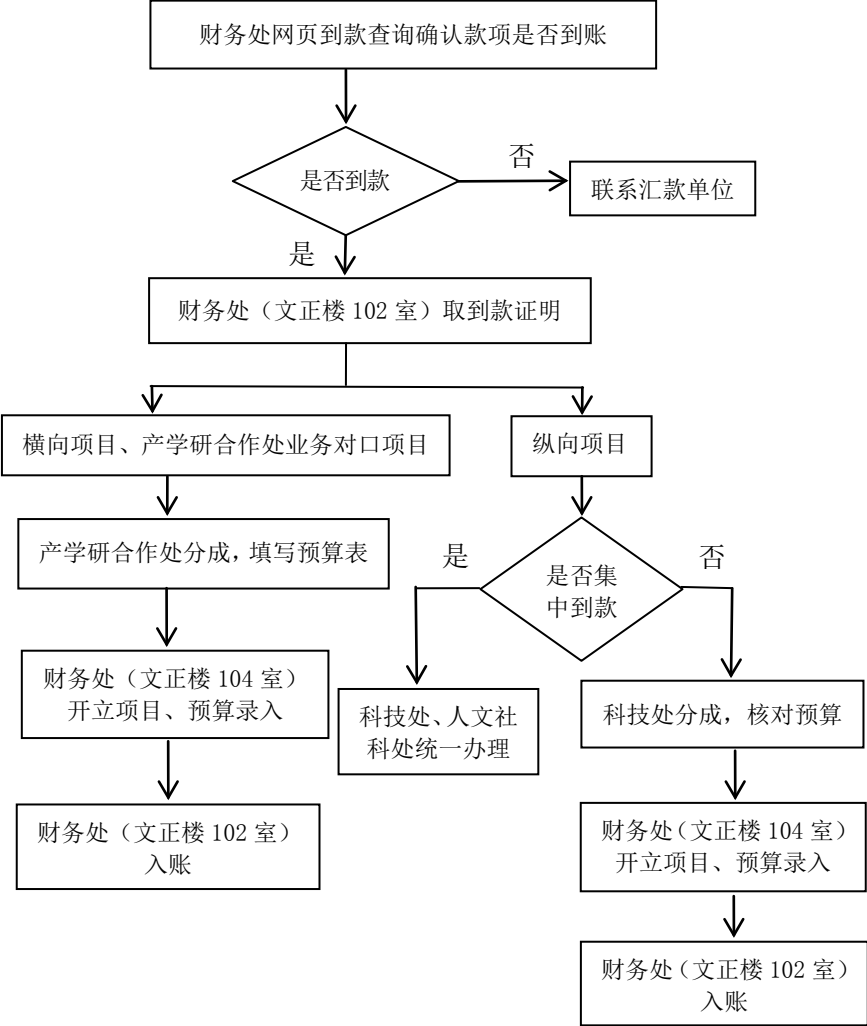 财务处网页到款查询确认款项是否到账
是否到款
否
联系汇款单位
是
财务处（文正楼 102 室）取到款证明
横向项目、产学研合作处业务对口项目
纵向项目
产学研合作处分成，填写预算表
是
是否集
中到款
否
财务处（文正楼 104 室）
开立项目、预算录入
科技处、人文社
科处统一办理
科技处分成，核对预算
财务处（文正楼 102 室）
入账
财务处（文正楼 104 室）
开立项目、预算录入
财务处（文正楼 102 室）
入账